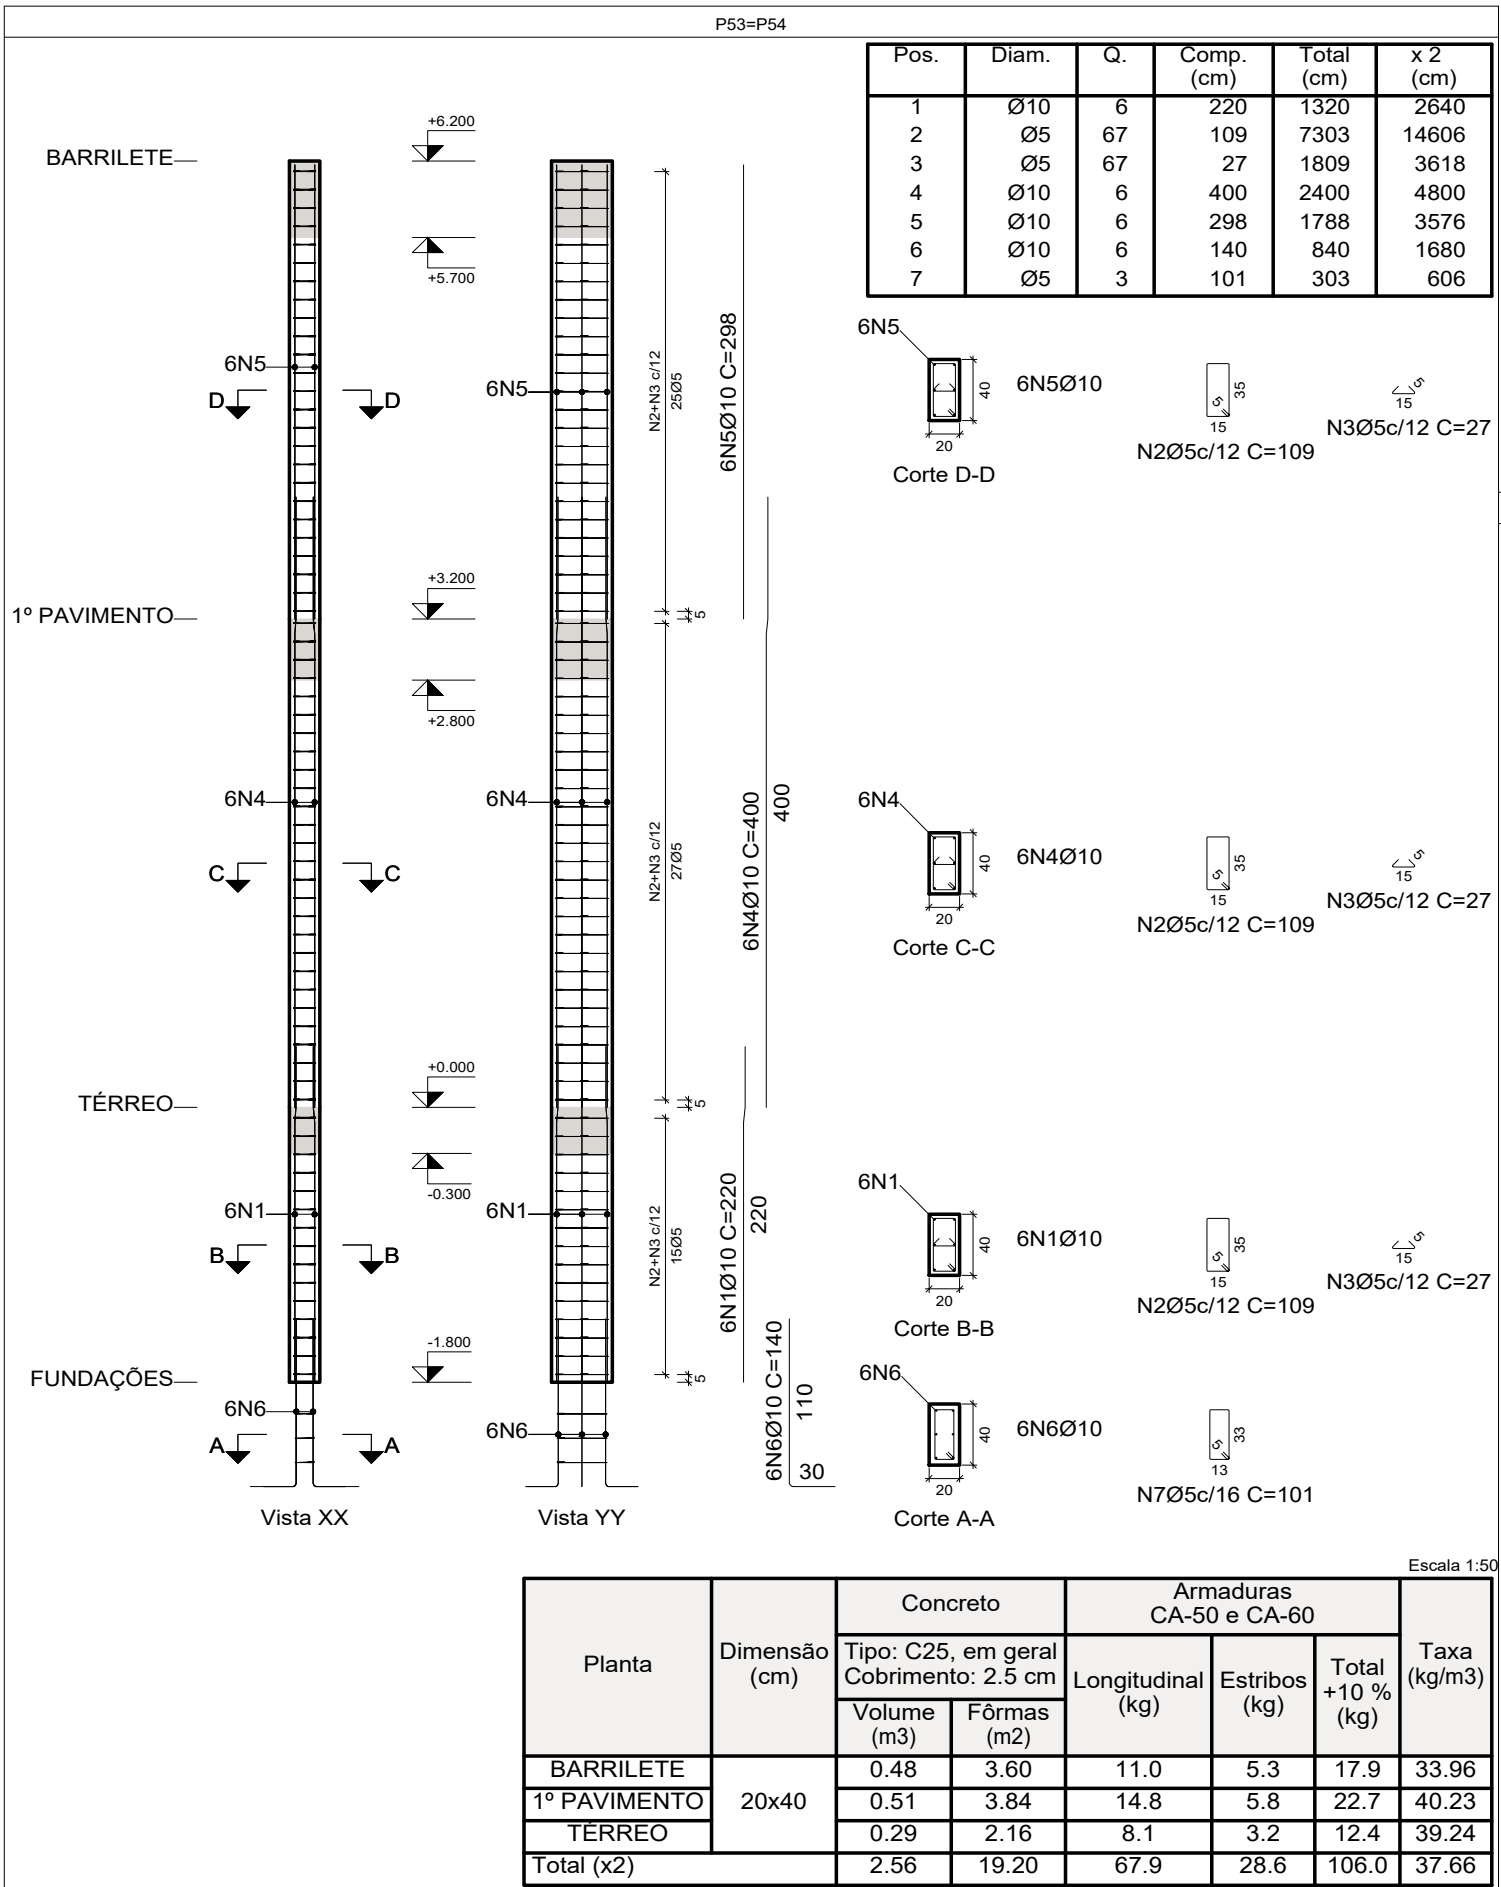 P53=P54
Pos. Diam. Q. Comp. (cm) Total (cm) x 2 (cm)
1 Ø10 6 220 1320 2640
2 Ø5 67 109 7303 14606
3 Ø5 67 27 1809 3618
4 Ø10 6 400 2400 4800
5 Ø10 6 298 1788 3576
6 Ø10 6 140 840 1680
7 Ø5 3 101 303 606
BARRILETE
+6.200
+5.700
6N5
D D
6N5
N2+N3 c/12
25Ø5
6N5Ø10 C=298
6N5
40
20
6N5Ø10
Corte D-D
35
5
15
N2Ø5c/12 C=109
5
15
N3Ø5c/12 C=27
1º PAVIMENTO
+3.200
5
+2.800
6N4
C C
6N4
N2+N3 c/12
27Ø5
6N4Ø10 C=400
400
6N4
40
20
6N4Ø10
Corte C-C
35
5
15
N2Ø5c/12 C=109
5
15
N3Ø5c/12 C=27
TÉRREO
+0.000
5
-0.300
6N1
B B
6N1
N2+N3 c/12
15Ø5
6N1Ø10 C=220
220
6N1
40
20
6N1Ø10
Corte B-B
35
5
15
N2Ø5c/12 C=109
5
15
N3Ø5c/12 C=27
FUNDAÇÕES
-1.800
5
6N6
A A
6N6
6N6Ø10 C=140
110
30
6N6
40
20
6N6Ø10
Corte A-A
33
5
13
N7Ø5c/16 C=101
Vista XX
Vista YY
Escala 1:50
Planta
Dimensão (cm)
Concreto
Tipo: C25, em geral
Cobrimento: 2.5 cm
Volume (m3)
Fôrmas (m2)
Armaduras
CA-50 e CA-60
Longitudinal (kg)
Estribos (kg)
Total +10 % (kg)
Taxa (kg/m3)
BARRILETE 20x40 0.48 3.60 11.0 5.3 17.9 33.96
1º PAVIMENTO 0.51 3.84 14.8 5.8 22.7 40.23
TÉRREO 0.29 2.16 8.1 3.2 12.4 39.24
Total (x2) 2.56 19.20 67.9 28.6 106.0 37.66